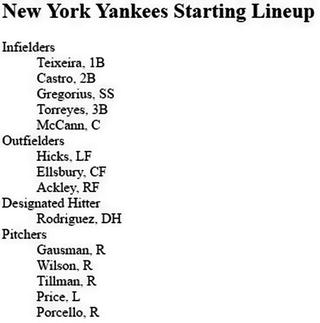 New York Yankees Starting Lineup
Infielders
Teixeira, 1B
Castro, 2B
Gregorius, SS
Torreyes, 3B
McCann, C
Outfielders
Hicks, LF
Ellsbury, CF
Ackley, RF
Designated Hitter
Rodriguez, DH
Pitchers
Gausman, R
Wilson, R
Tillman, R
Price, L
Porcello, R